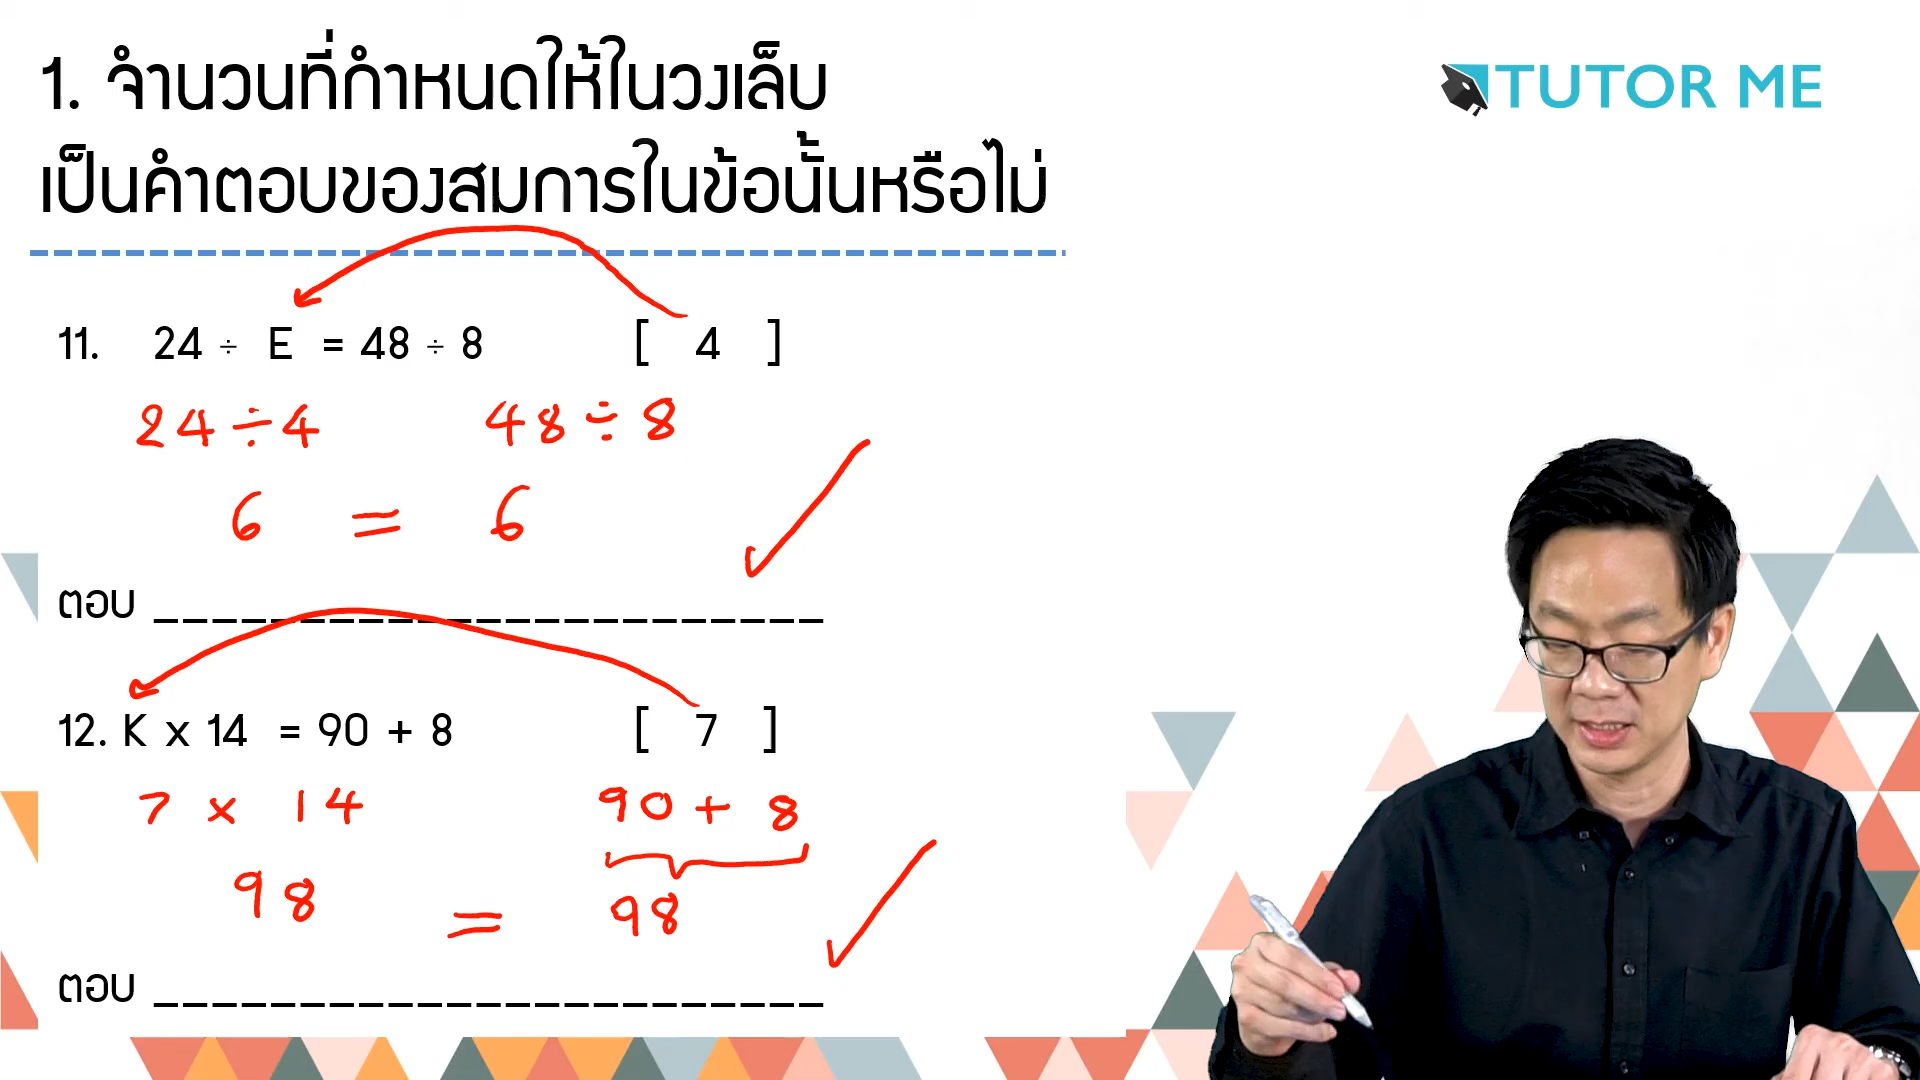 1. จำนวนที่กำหนดให้ในวงเล็บ
TUTOR ME
เป็นคำตอบของสมการในข้อนั้นหรือไม่
11. 24 ÷ E = 48 ÷ 8 [ 4 ]
24 ÷ 4 48 ÷ 8
6 = 6
ตอบ _______________________
12. K x 14 = 90 + 8 [ 7 ]
7 x 14 90 + 8
98 = 98
ตอบ _______________________